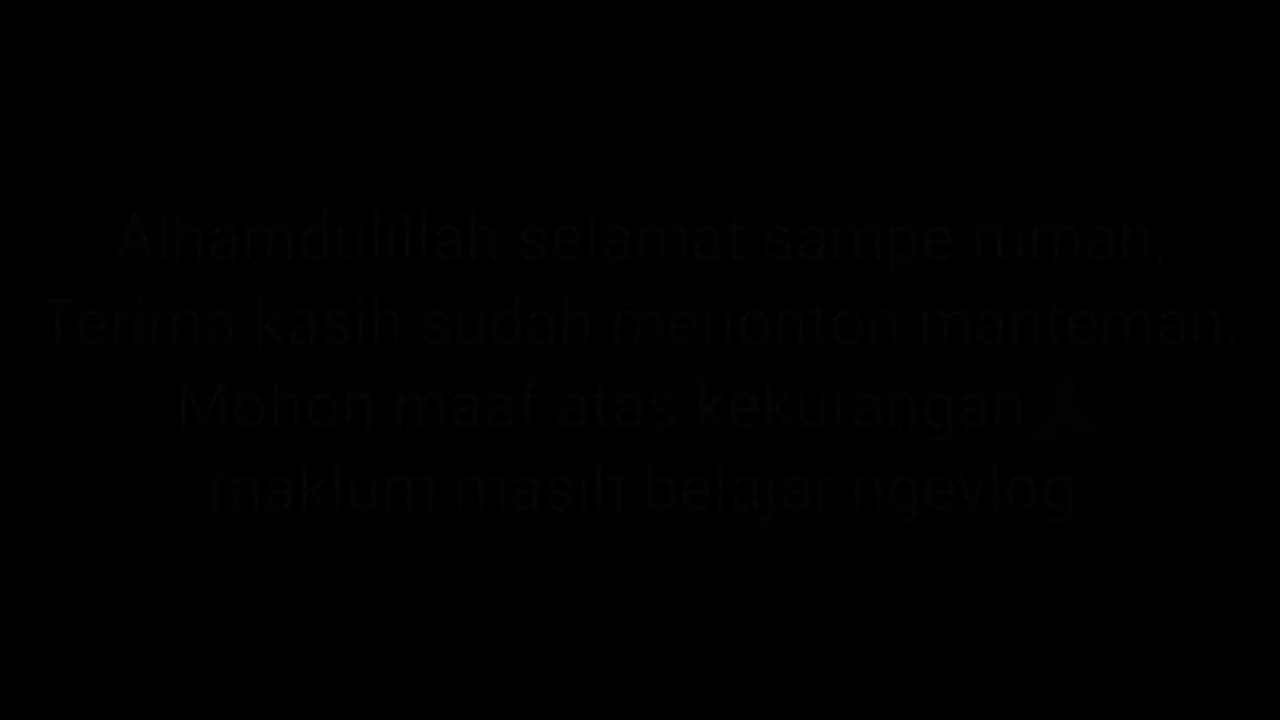 Alhamdulillah selamat sampe rumah,
Terima kasih sudah menonton manteman.
Mohon maaf atas kekurangan🙏
maklum masih belajar ngevlog